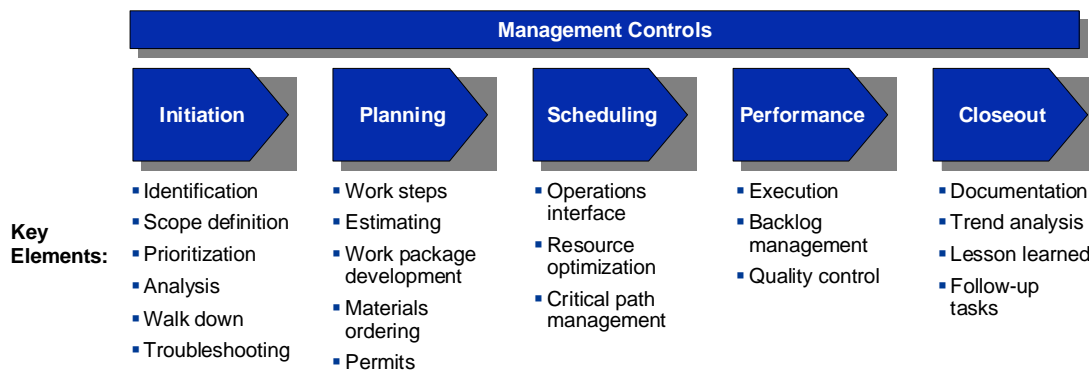 Management Controls
Initiation
Planning
Scheduling
Performance
Closeout
Key
Elements:
Identification
Scope definition
Prioritization
Analysis
Walk down
Troubleshooting
Work steps
Estimating
Work package
development
Materials
ordering
Permits
Operations
interface
Resource
optimization
Critical path
management
Execution
Backlog
management
Quality control
Documentation
Trend analysis
Lesson learned
Follow-up
tasks